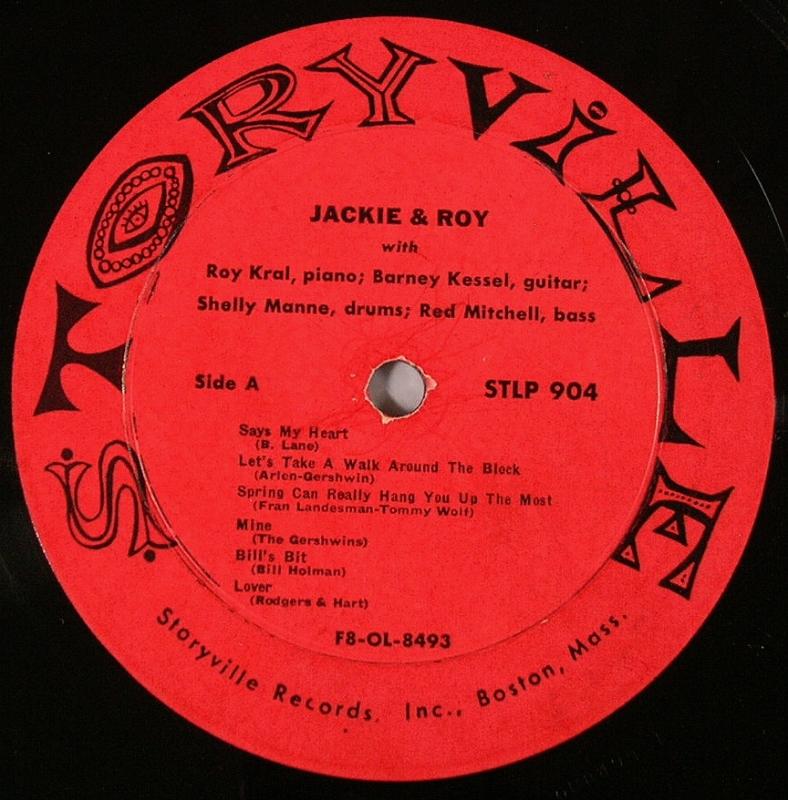 STORYViLLE
JACKIE & ROY
with
Roy Kral, piano; Barney Kessel, guitar;
Shelly Manne, drums; Red Mitchell, bass
Side A
STLP 904
Says My Heart
(B. Lane)
Let's Take A Walk Around The Block
(Arlen-Gershwin)
Spring Can Really Hang You Up The Most
(Fran Landesman-Tommy Wolf)
Mine
(The Gershwins)
Bill's Bit
(Bill Holman)
Lover
(Rodgers & Hart)
F8-OL-8493
Storyville Records, Inc., Boston, Mass.